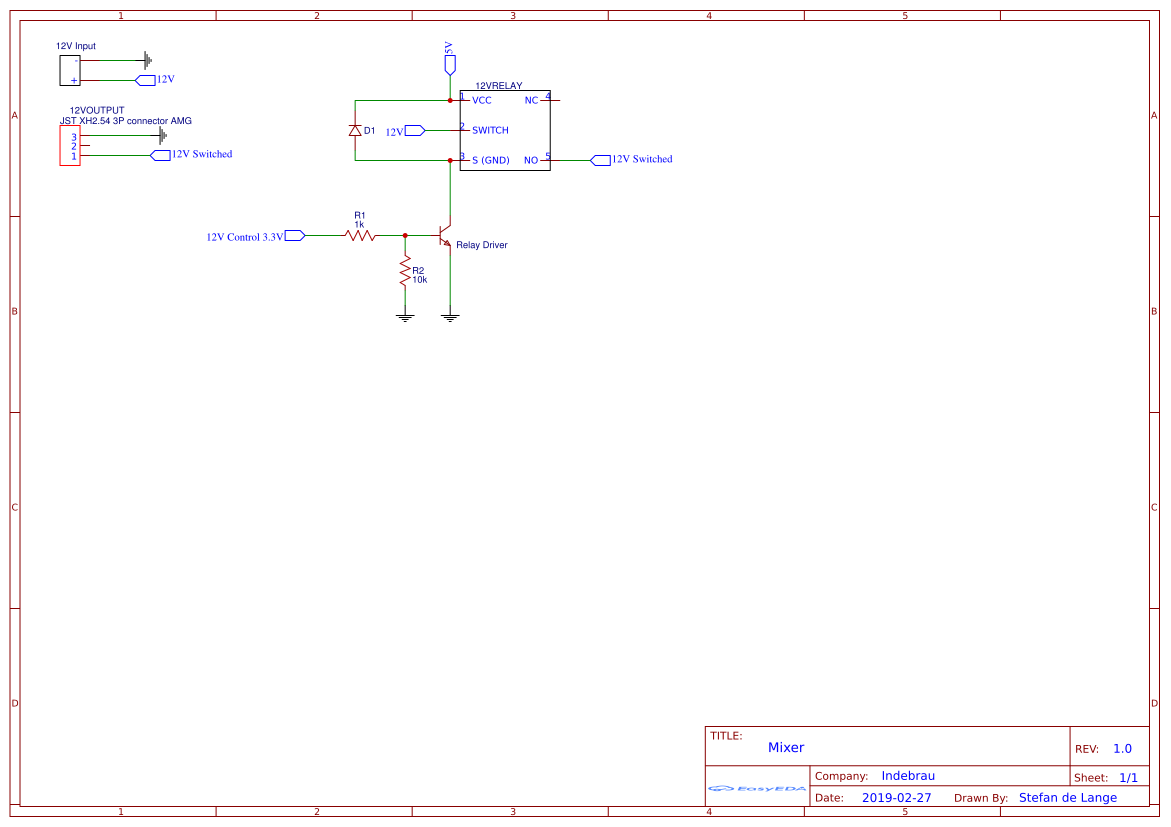 1 2 3 4 5
12V Input
-
+
12V
12VOUTPUT
JST XH2.54 3P connector AMG
3
2
1
12V Switched
5V
12VRELAY
1 VCC NC 4
D1
12V
2 SWITCH
3 S (GND) NO 5
12V Switched
R1
1k
12V Control 3.3V
Relay Driver
R2
10k
A A
B B
C C
D D
TITLE:
Mixer
REV: 1.0
EasyEDA
Company: Indebrau
Sheet: 1/1
Date: 2019-02-27 Drawn By: Stefan de Lange
1 2 3 4 5